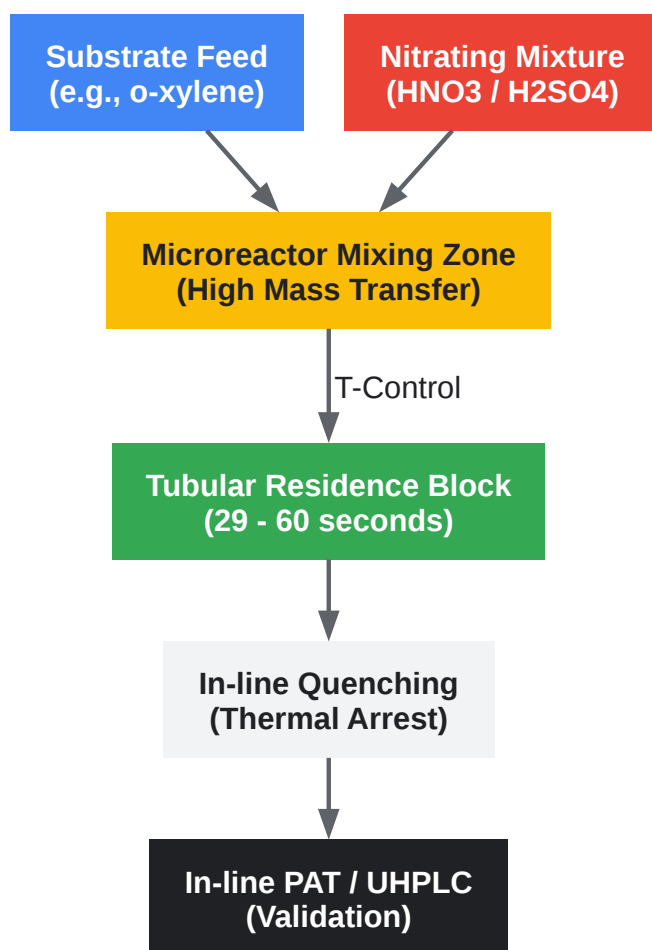 Substrate Feed
(e.g., o-xylene)
Nitrating Mixture
(HNO3 / H2SO4)
Microreactor Mixing Zone
(High Mass Transfer)
T-Control
Tubular Residence Block
(29 - 60 seconds)
In-line Quenching
(Thermal Arrest)
In-line PAT / UHPLC
(Validation)